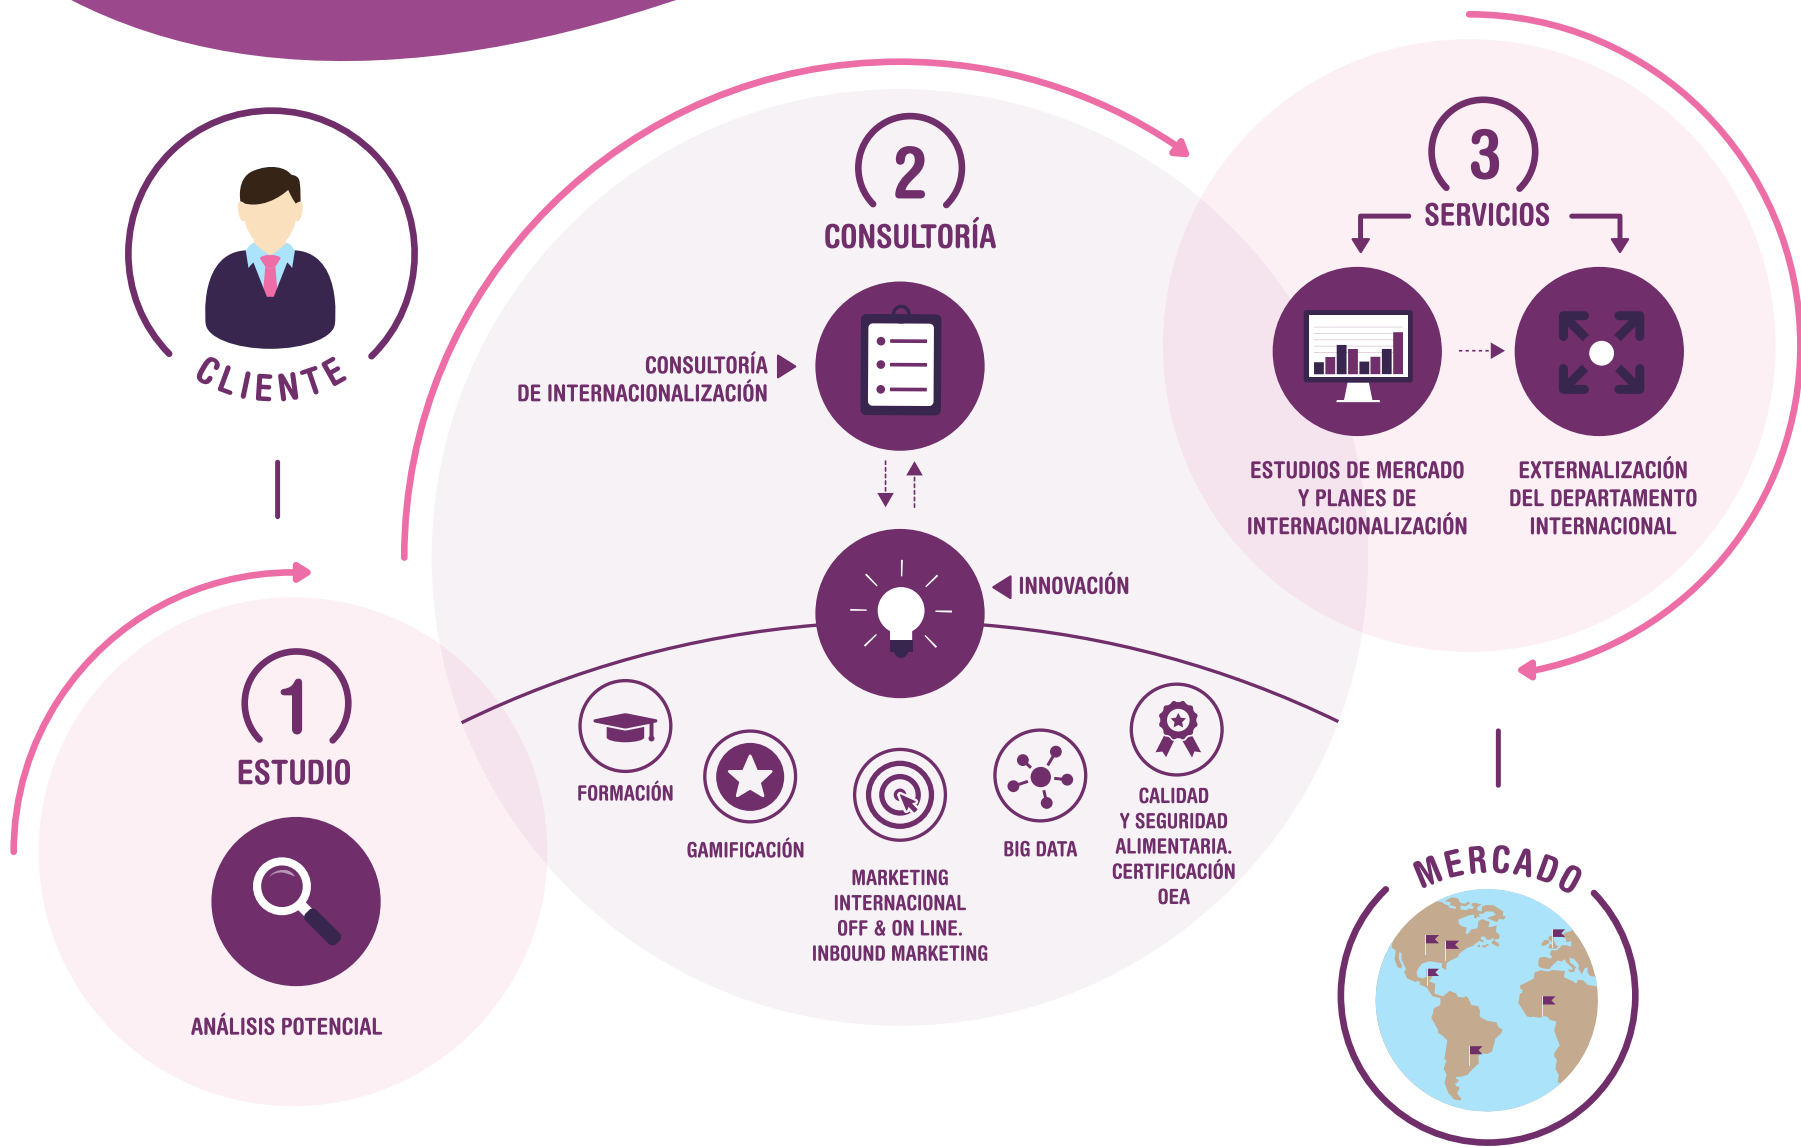 CLIENTE
1
ESTUDIO
ANÁLISIS POTENCIAL
2
CONSULTORÍA
CONSULTORÍA
DE INTERNACIONALIZACIÓN
INNOVACIÓN
FORMACIÓN
GAMIFICACIÓN
MARKETING
INTERNACIONAL
OFF & ON LINE.
INBOUND MARKETING
BIG DATA
CALIDAD
Y SEGURIDAD
ALIMENTARIA.
CERTIFICACIÓN
OEA
3
SERVICIOS
ESTUDIOS DE MERCADO
Y PLANES DE
INTERNACIONALIZACIÓN
EXTERNALIZACIÓN
DEL DEPARTAMENTO
INTERNACIONAL
MERCADO